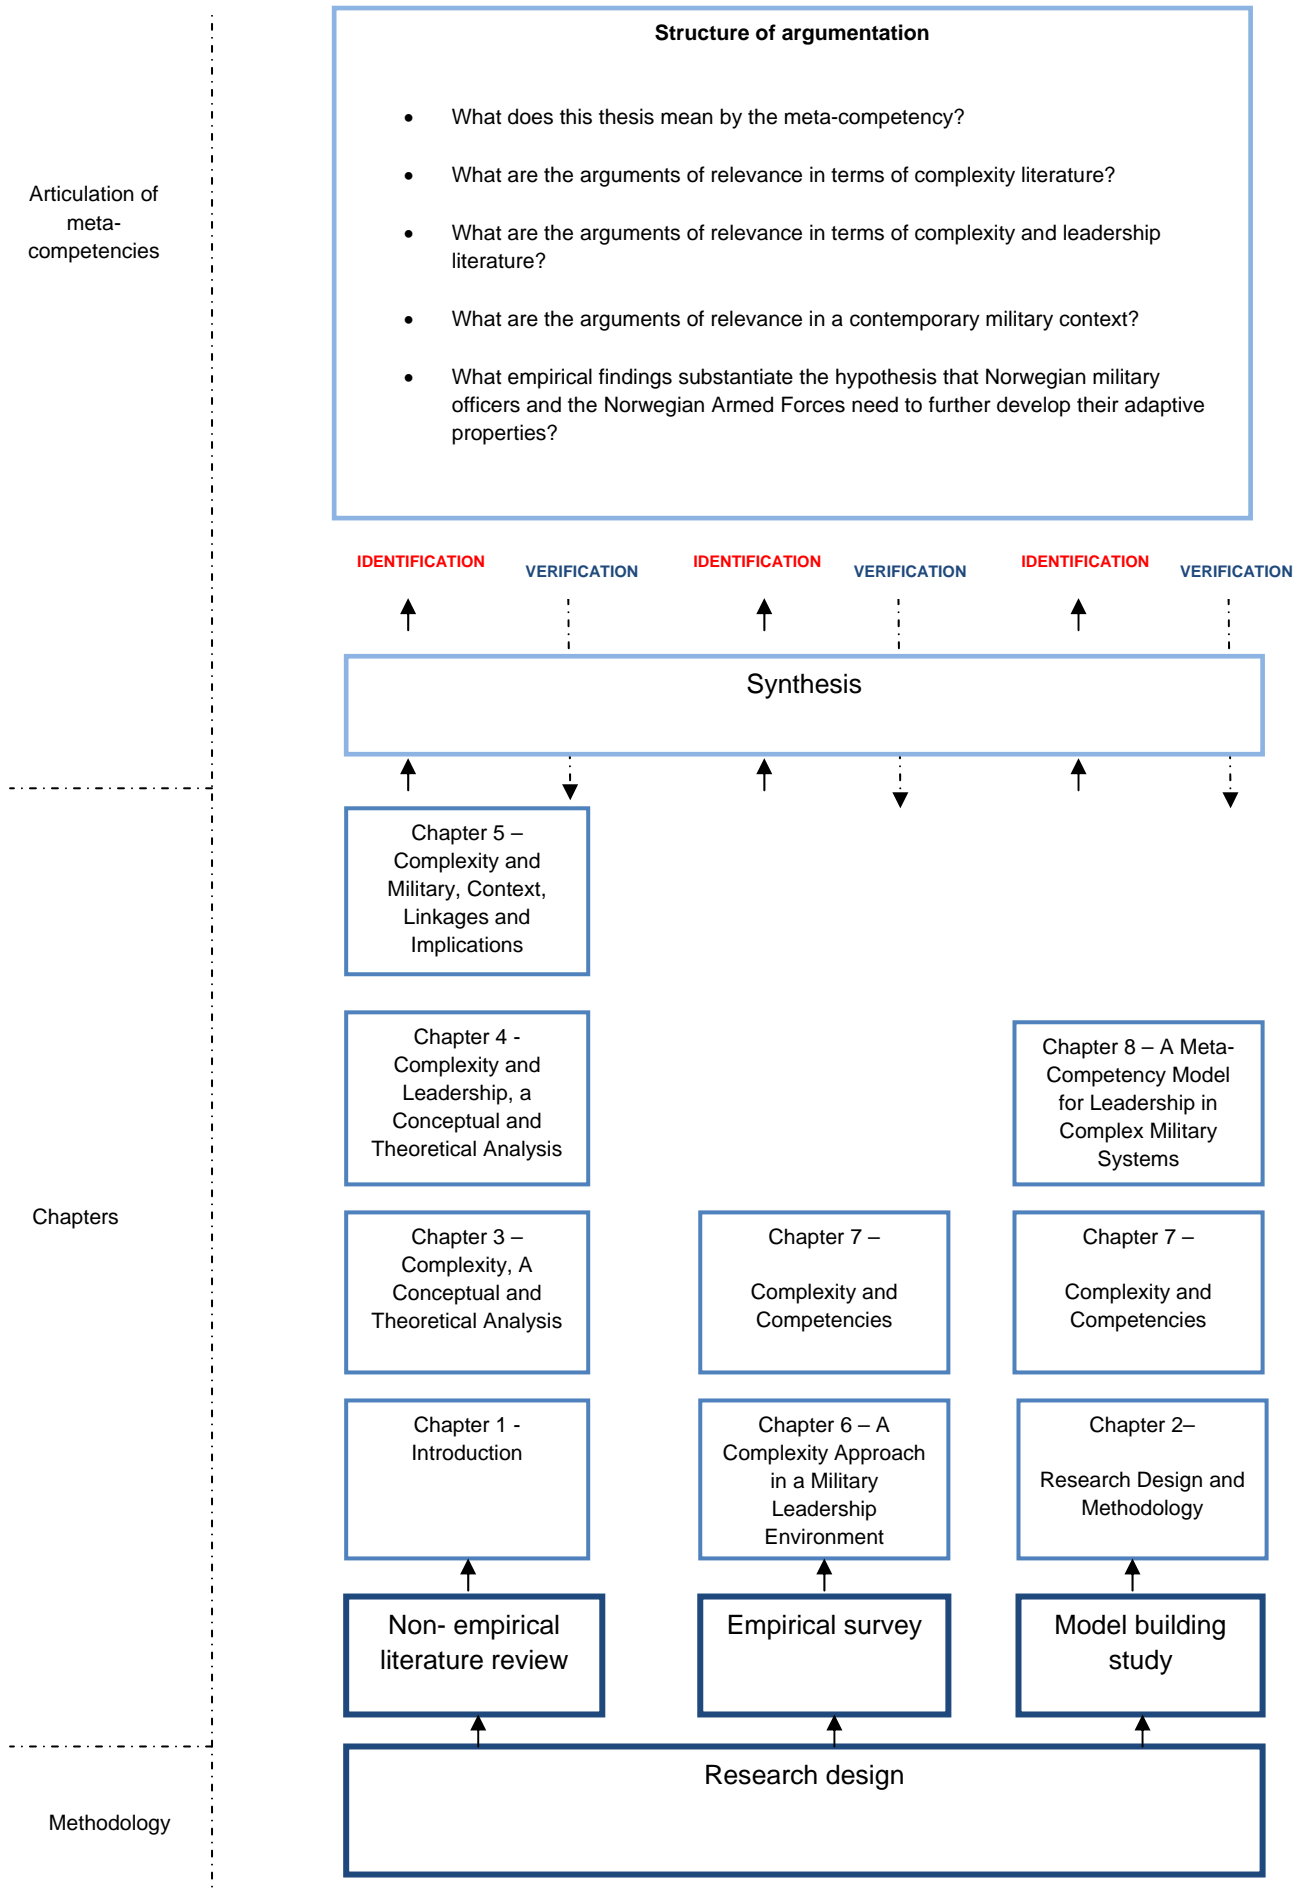 Structure of argumentation
• What does this thesis mean by the meta-competency?
• What are the arguments of relevance in terms of complexity literature?
• What are the arguments of relevance in terms of complexity and leadership
literature?
• What are the arguments of relevance in a contemporary military context?
• What empirical findings substantiate the hypothesis that Norwegian military
officers and the Norwegian Armed Forces need to further develop their adaptive
properties?
Articulation of
meta-
competencies
IDENTIFICATION
VERIFICATION
IDENTIFICATION
VERIFICATION
IDENTIFICATION
VERIFICATION
Synthesis
Chapters
Chapter 5 –
Complexity and
Military, Context,
Linkages and
Implications
Chapter 4 -
Complexity and
Leadership, a
Conceptual and
Theoretical Analysis
Chapter 8 – A Meta-
Competency Model
for Leadership in
Complex Military
Systems
Chapter 3 –
Complexity, A
Conceptual and
Theoretical Analysis
Chapter 7 –
Complexity and
Competencies
Chapter 7 –
Complexity and
Competencies
Chapter 1 -
Introduction
Chapter 6 – A
Complexity Approach
in a Military
Leadership
Environment
Chapter 2–
Research Design and
Methodology
Non- empirical
literature review
Empirical survey
Model building
study
Methodology
Research design